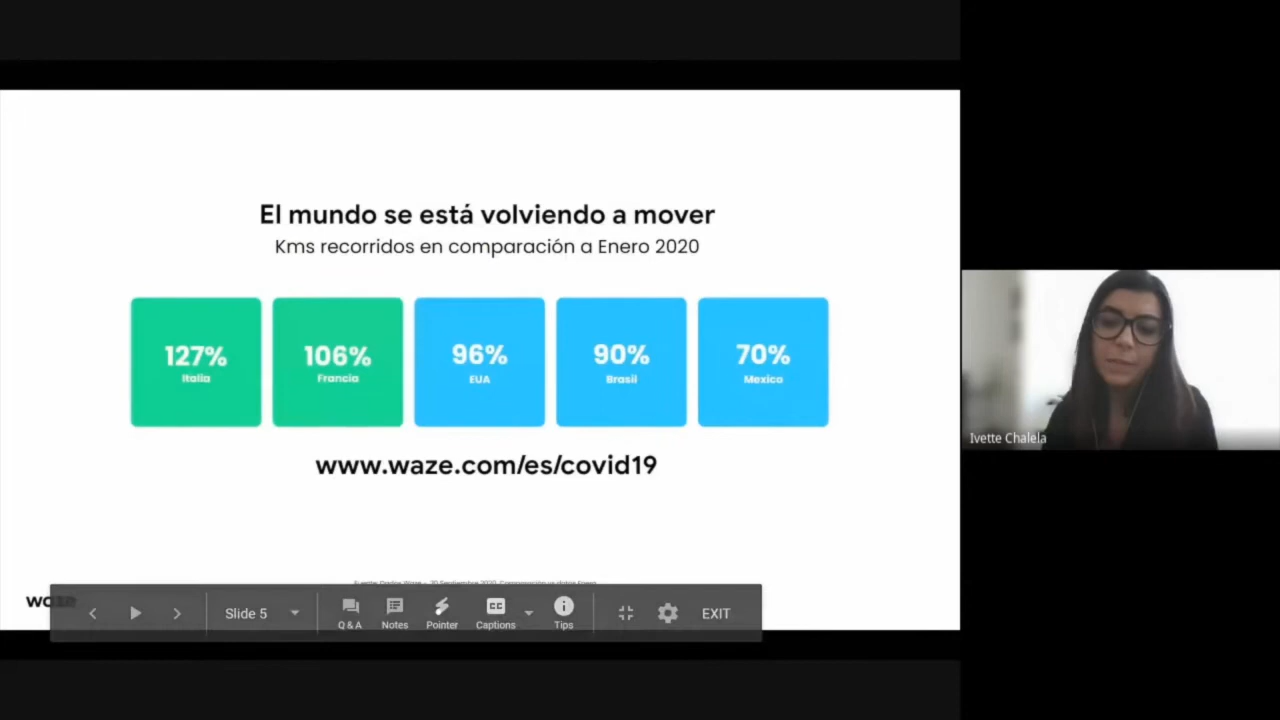 El mundo se está volviendo a mover
Kms recorridos en comparación a Enero 2020
127%
Italia
106%
Francia
96%
EUA
90%
Brasil
70%
Mexico
www.waze.com/es/covid19
Ivette Chalela
waze
Slide 5
Q & A
Notes
Pointer
Captions
Tips
EXIT